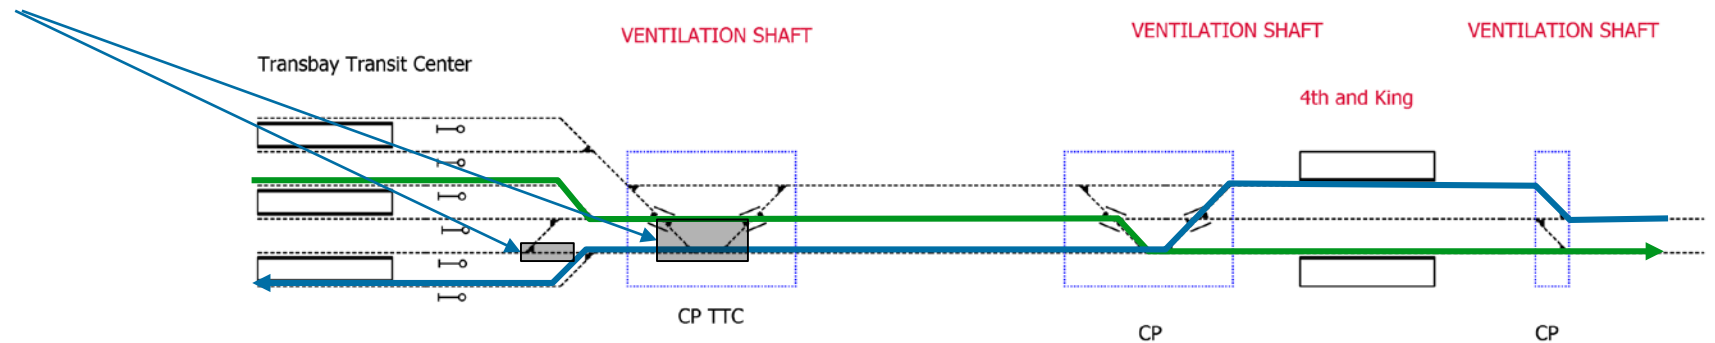 VENTILATION SHAFT
VENTILATION SHAFT
VENTILATION SHAFT
Transbay Transit Center
4th and King
CP TTC
CP
CP